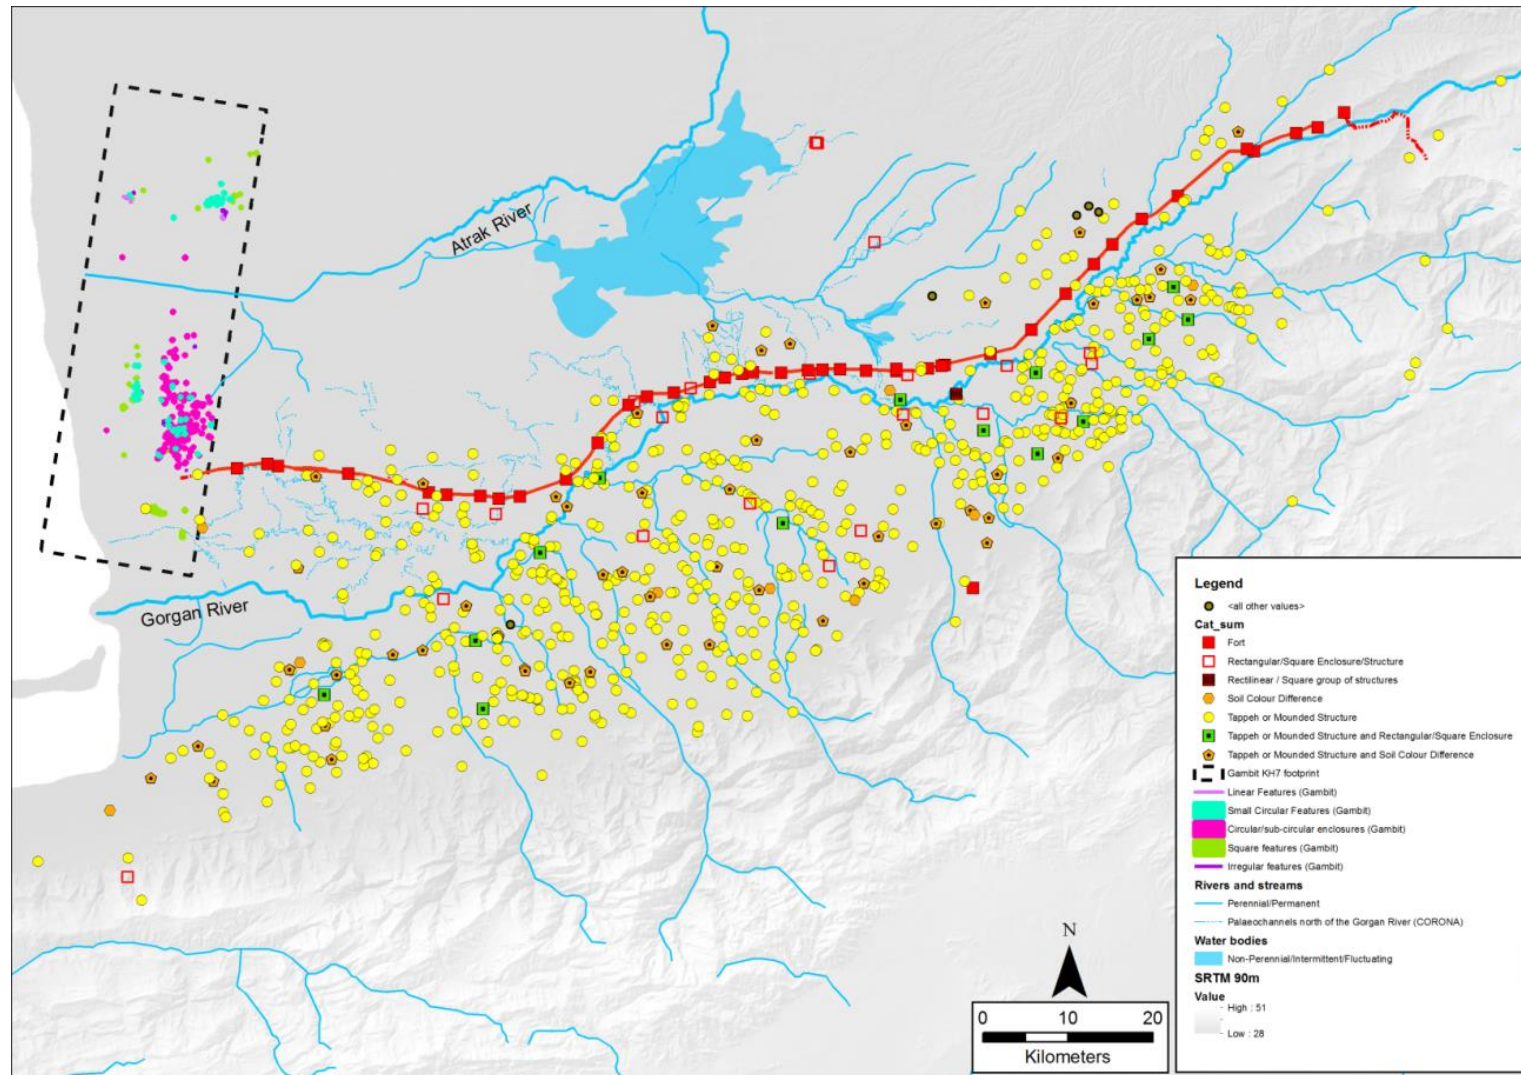 Atrak River
Gorgan River
N
0 10 20
Kilometers
Legend
<all other values>
Cat_sum
Fort
Rectangular/Square Enclosure/Structure
Rectilinear / Square group of structures
Soil Colour Difference
Tappeh or Mounded Structure
Tappeh or Mounded Structure and Rectangular/Square Enclosure
Tappeh or Mounded Structure and Soil Colour Difference
Gambit KH7 footprint
Linear Features (Gambit)
Small Circular Features (Gambit)
Circular/sub-circular enclosures (Gambit)
Square features (Gambit)
Irregular features (Gambit)
Rivers and streams
Perennial/Permanent
Palaeochannels north of the Gorgan River (CORONA)
Water bodies
Non-Perennial/Intermittent/Fluctuating
SRTM 90m
Value
High : 51
Low : 28